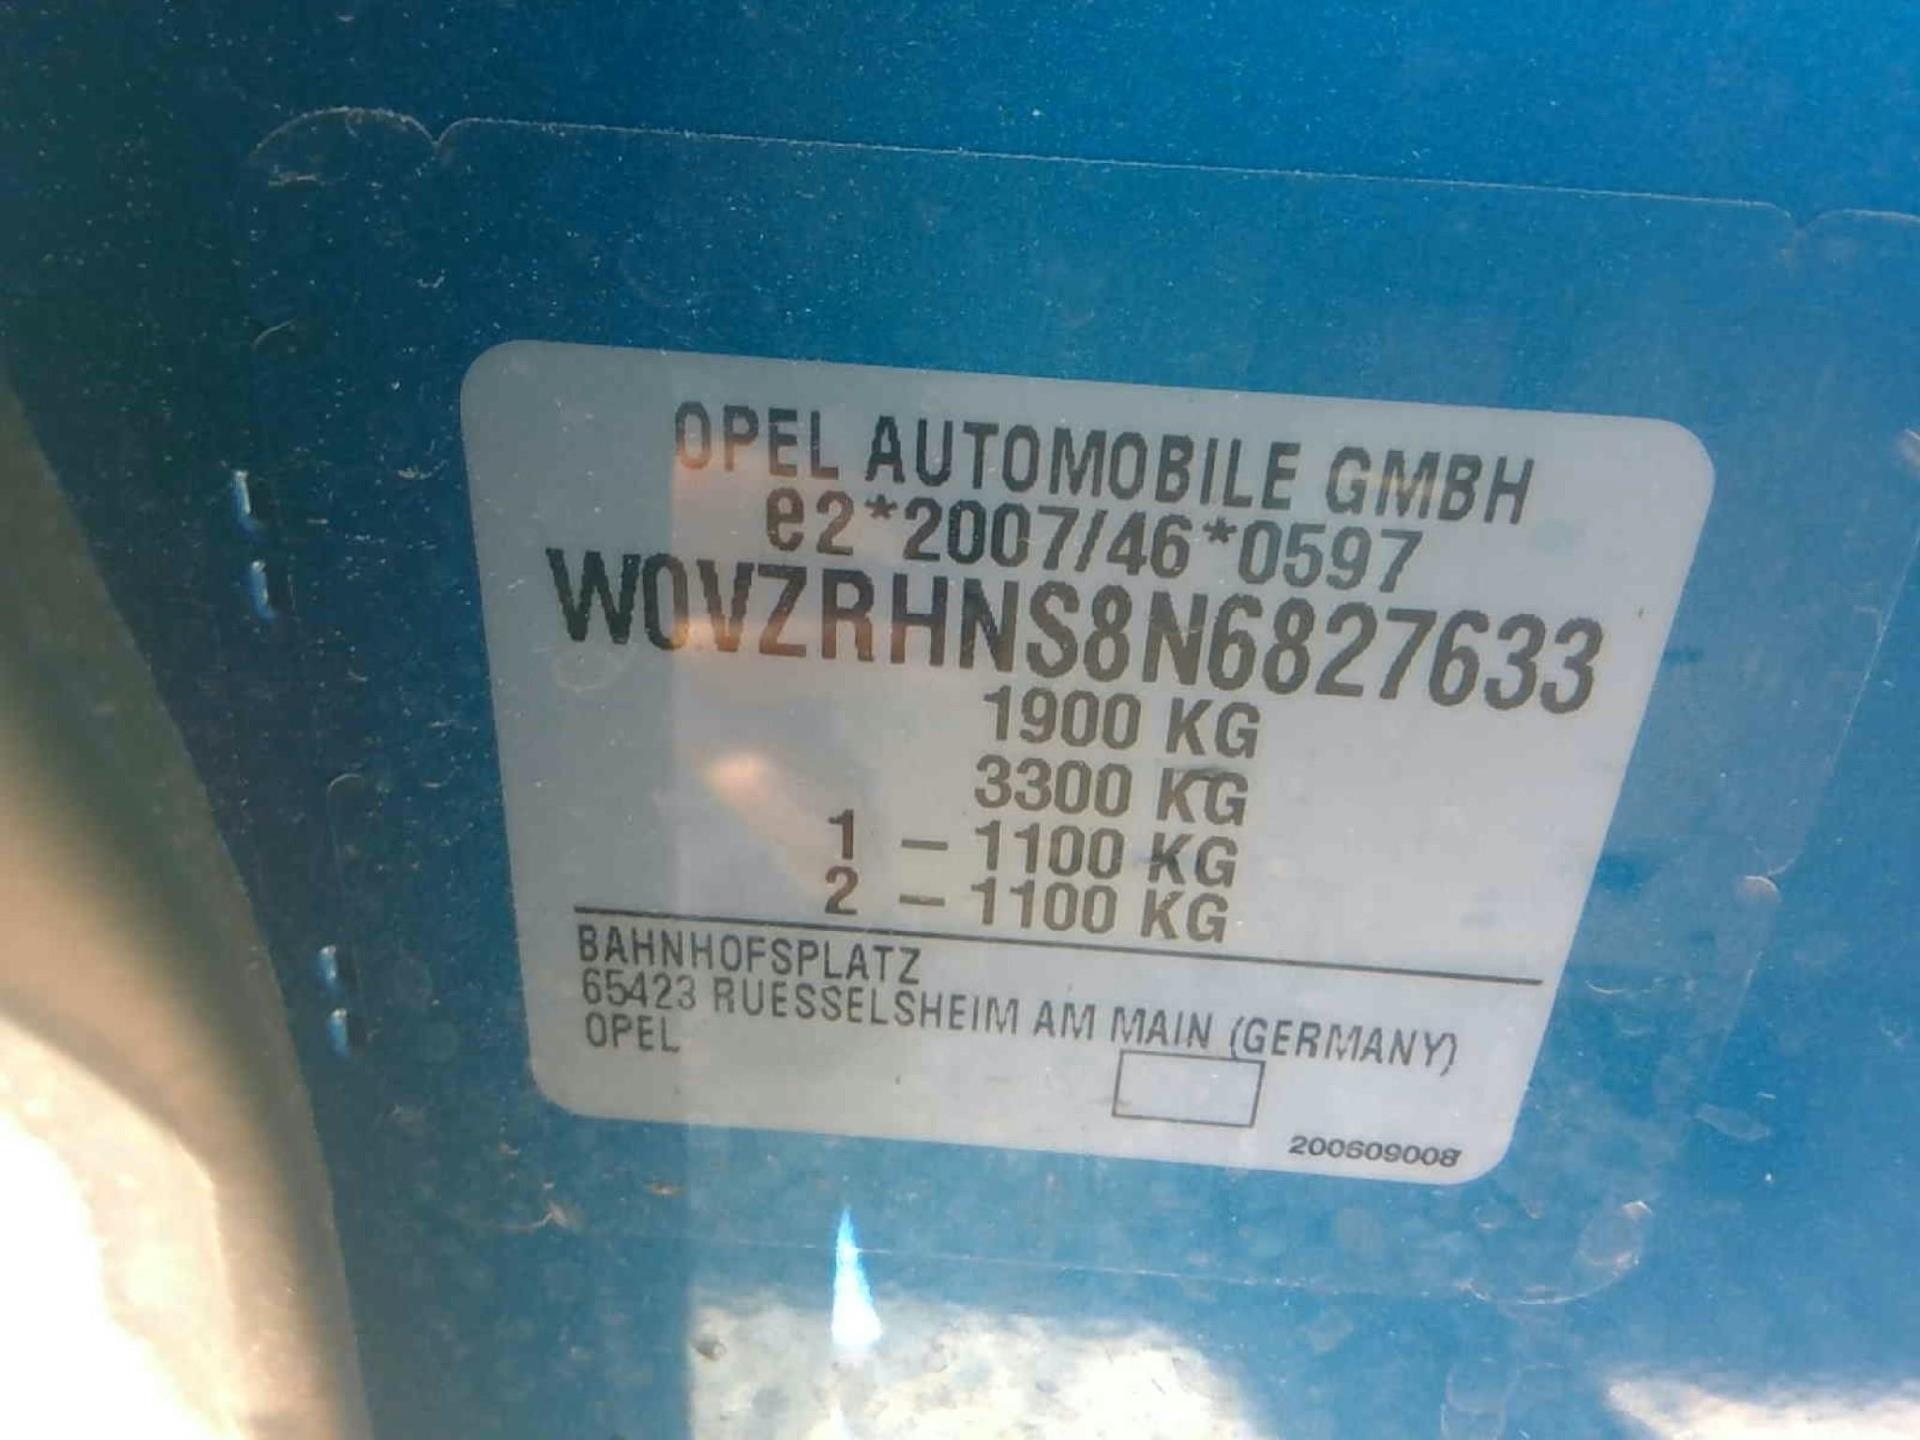 OPEL AUTOMOBILE GMBH
e2*2007/46*0597
W0VZRHNS8N6827633
1900 KG
3300 KG
1 – 1100 KG
2 – 1100 KG
BAHNHOFSPLATZ
65423 RUESSELSHEIM AM MAIN (GERMANY)
OPEL
200609008